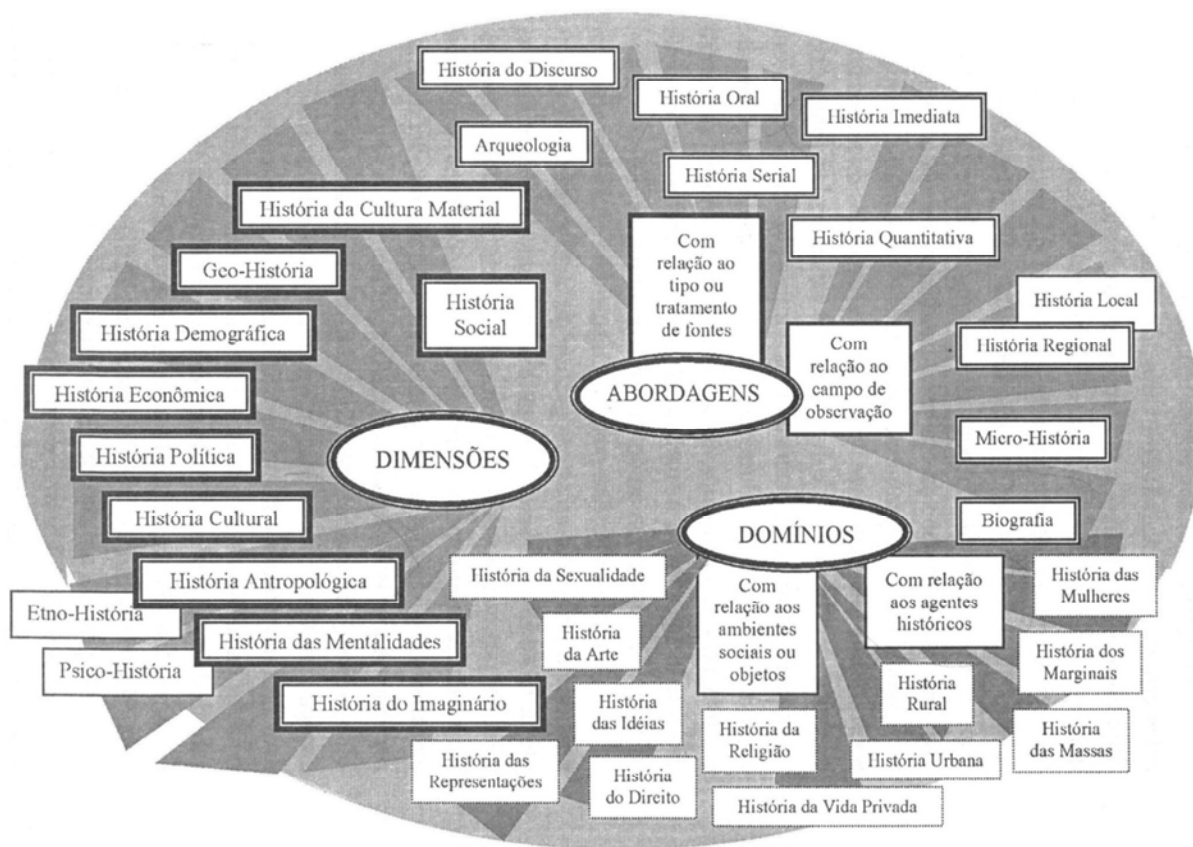 História do Discurso
História Oral
História Imediata
Arqueologia
História Serial
História da Cultura Material
Com
relação ao
tipo ou
tratamento
de fontes
História Quantitativa
Geo-História
História
Social
História Local
História Regional
História Demográfica
Com
relação ao
campo de
observação
História Econômica
ABORDAGENS
Micro-História
História Política
DIMENSÕES
História Cultural
Biografia
DOMÍNIOS
História Antropológica
Etno-História
História da Sexualidade
Com
relação aos
ambientes
sociais ou
objetos
Com relação
aos agentes
históricos
História das
Mulheres
História das Mentalidades
Psico-História
História
da Arte
História dos
Marginais
História
Rural
História do Imaginário
História
das Idéias
História da
Religião
História
das Massas
História das
Representações
História
do Direito
História Urbana
História da Vida Privada